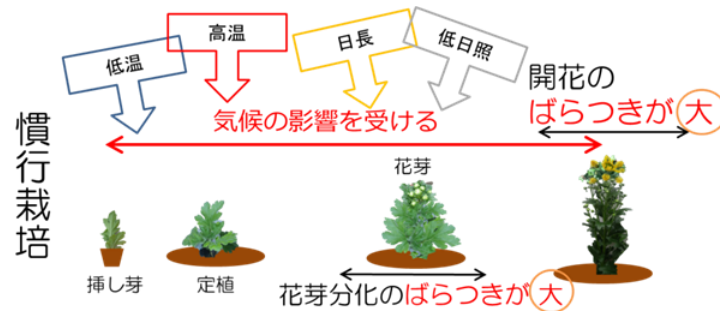 低温
高温
日長
低日照
気候の影響を受ける
開花の
ばらつきが大
慣行栽培
花芽
挿し芽
定植
花芽分化のばらつきが大